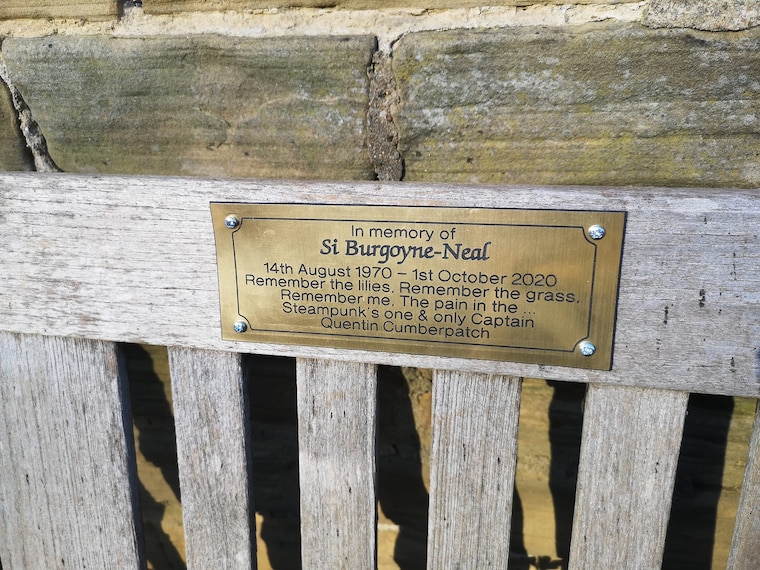 In memory of
Si Burgoyne-Neal
14th August 1970 – 1st October 2020
Remember the lilies. Remember the grass.
Remember me. The pain in the ...
Steampunk's one & only Captain
Quentin Cumberpatch